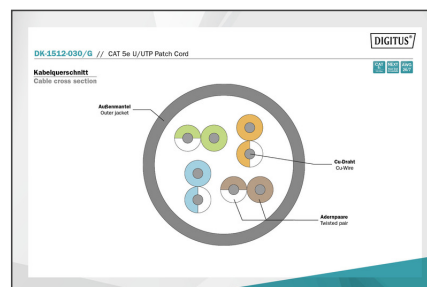 DIGITUS®
DK-1512-030/G // CAT 5e U/UTP Patch Cord
Kabelquerschnitt
Cable cross section
Außenmantel
Outer jacket
Cu-Draht
Cu-Wire
Adernpaare
Twisted pair